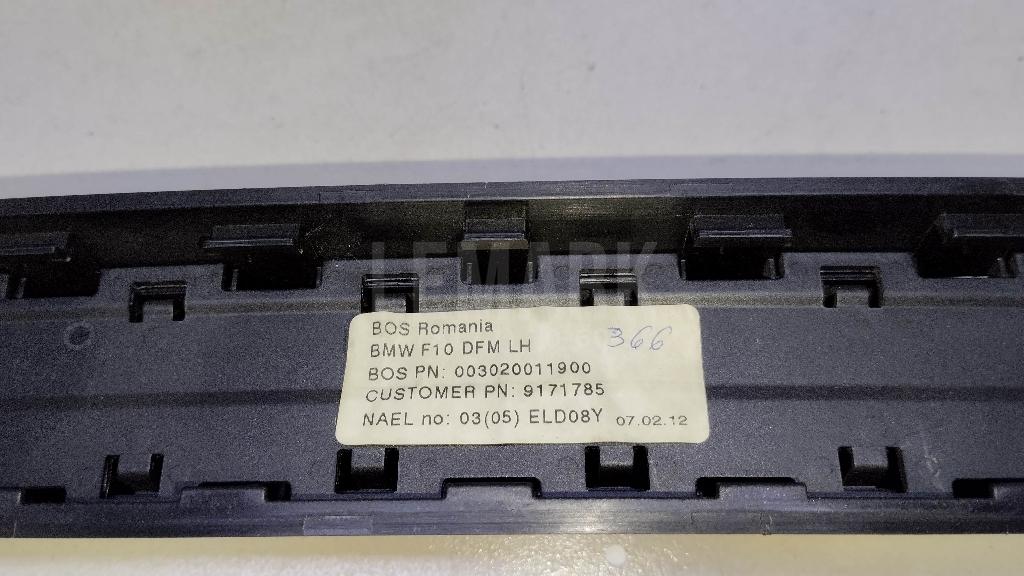 LEMARK
BOS Romania
366
BMW F10 DFM LH
BOS PN: 003020011900
CUSTOMER PN: 9171785
NAEL no: 03(05) ELD08Y 07.02.12